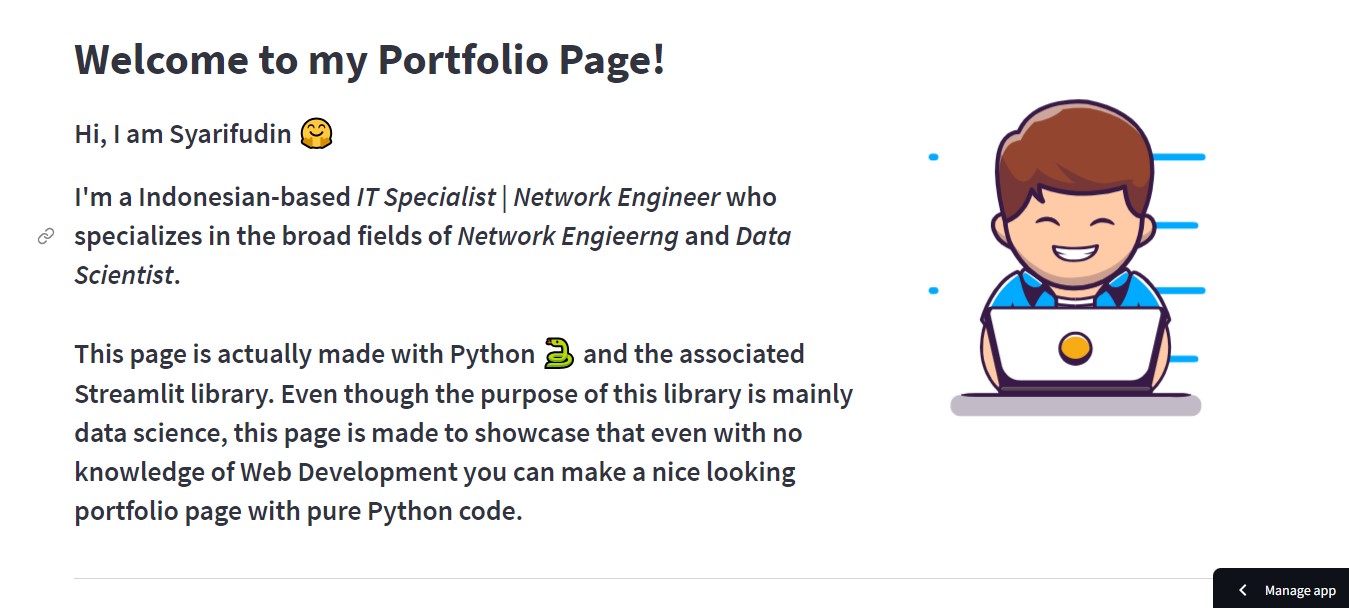 Welcome to my Portfolio Page!
Hi, I am Syarifudin 🤗
I'm a Indonesian-based IT Specialist | Network Engineer who
specializes in the broad fields of Network Engieerng and Data
Scientist.
This page is actually made with Python 🐍 and the associated
Streamlit library. Even though the purpose of this library is mainly
data science, this page is made to showcase that even with no
knowledge of Web Development you can make a nice looking
portfolio page with pure Python code.
Manage app